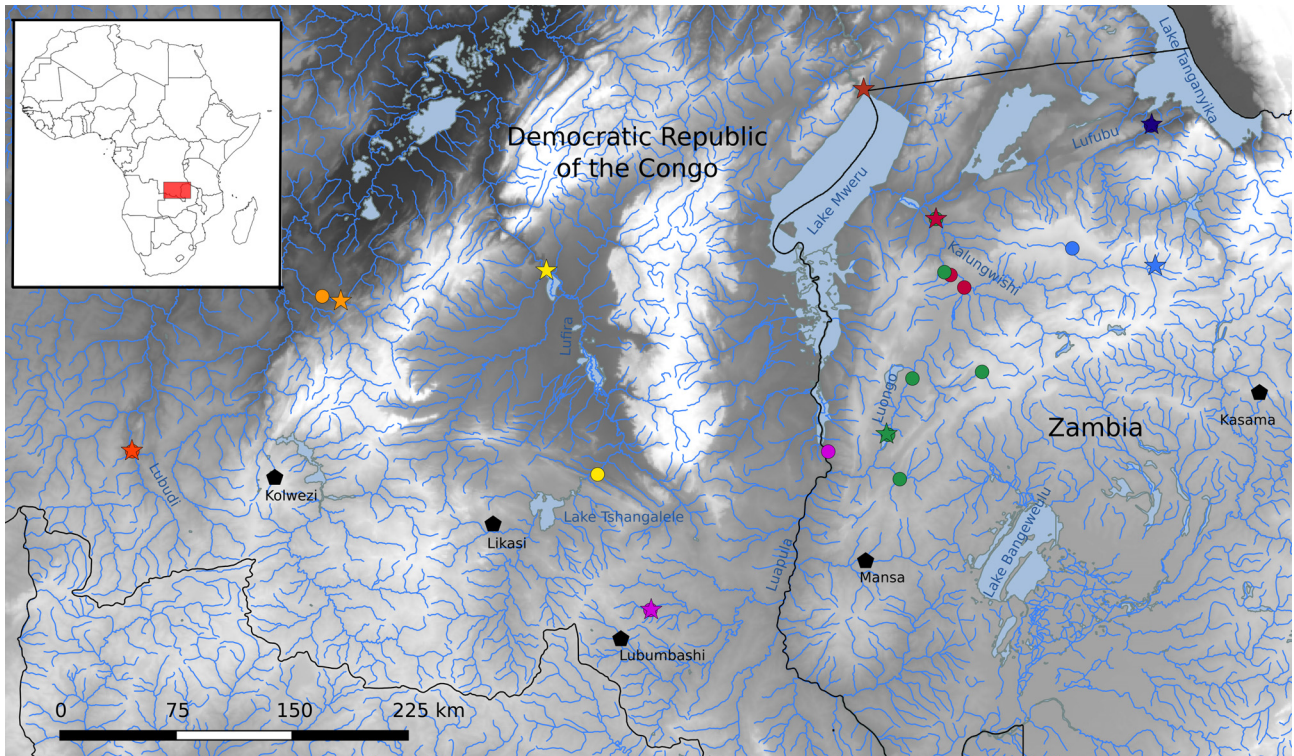 Lake Tanganyika
Democratic Republic
of the Congo
Lufubu
Lake Mweru
Kalungwishi
Lufira
Luongo
Kasama
Zambia
Lubudi
Kolwezi
Lake Tshangalele
Likasi
Luapula
Lake Bangweulu
Mansa
Lubumbashi
0 75 150 225 km